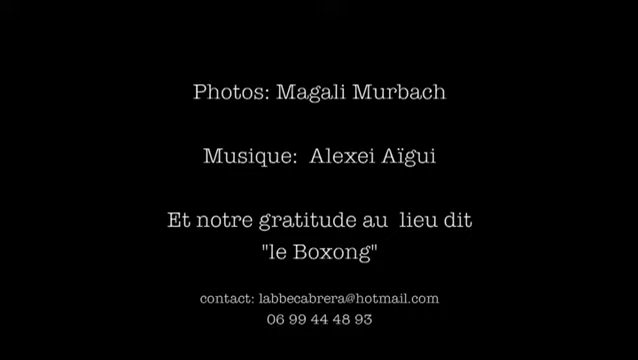 Photos: Magali Murbach
Musique:  Alexei Aïgui
Et notre gratitude au  lieu dit
"le Boxong"
contact: labbecabrera@hotmail.com
06 99 44 48 93